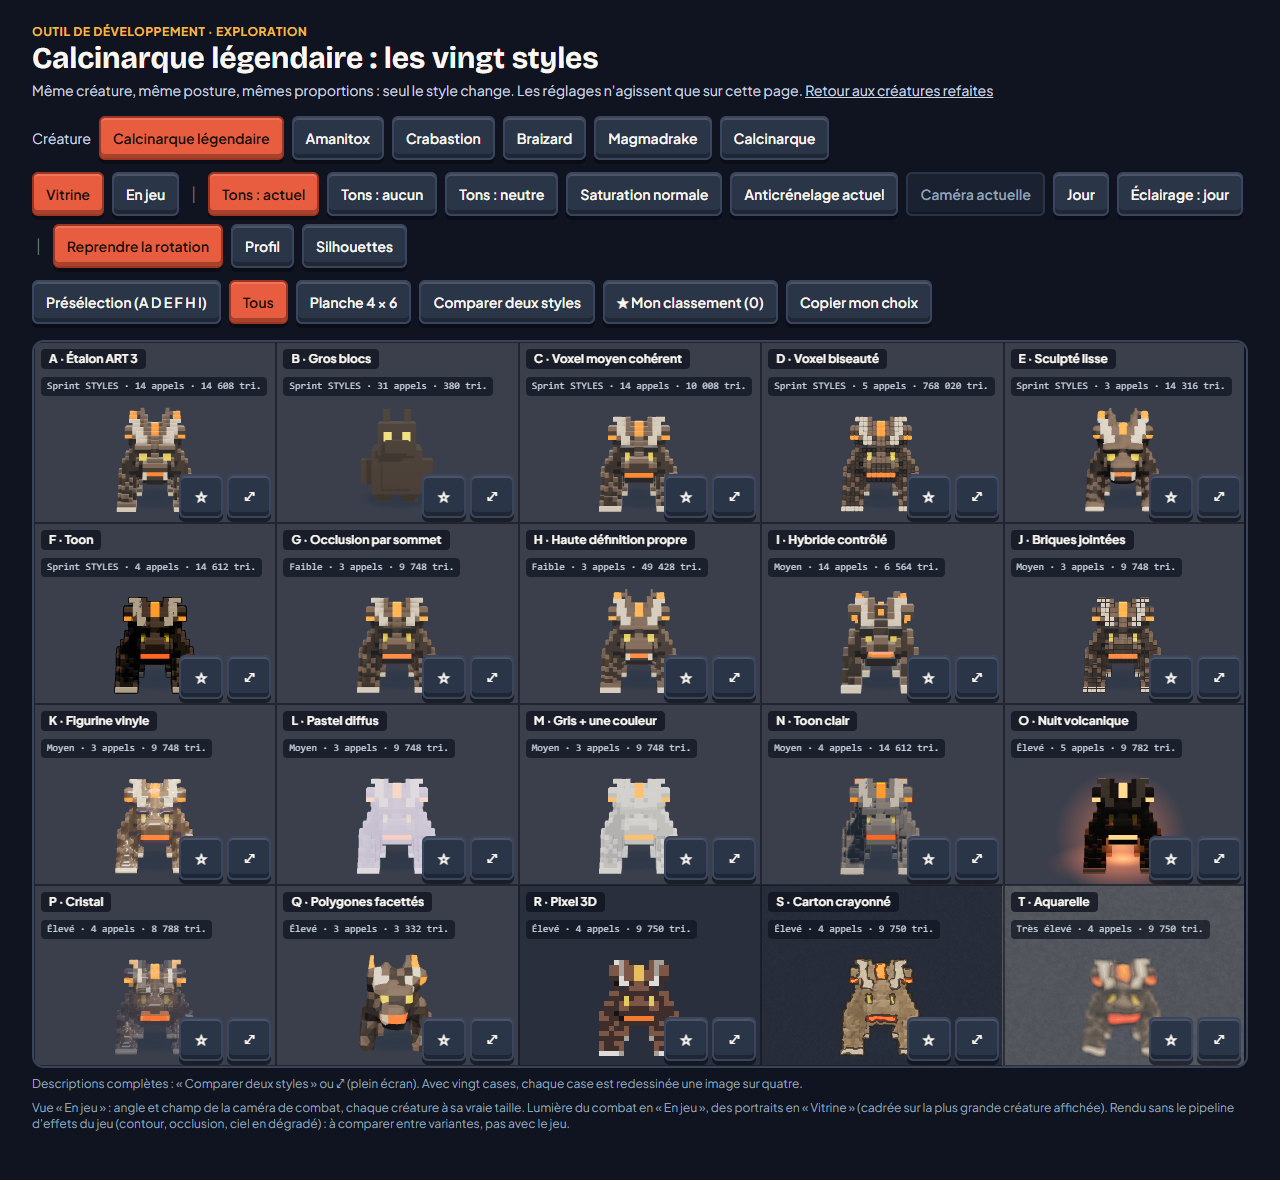 OUTIL DE DÉVELOPPEMENT · EXPLORATION
Calcinarque légendaire : les vingt styles
Même créature, même posture, mêmes proportions : seul le style change. Les réglages n'agissent que sur cette page. Retour aux créatures refaites
Créature Calcinarque légendaire Amanitox Crabastion Braizard Magmadrake Calcinarque
Vitrine En jeu | Tons : actuel Tons : aucun Tons : neutre Saturation normale Anticrénelage actuel Caméra actuelle Jour Éclairage : jour
| Reprendre la rotation Profil Silhouettes
Présélection (A D E F H I) Tous Planche 4 × 6 Comparer deux styles ★ Mon classement (0) Copier mon choix
A · Étalon ART 3 B · Gros blocs C · Voxel moyen cohérent D · Voxel biseauté E · Sculpté lisse
Sprint STYLES · 14 appels · 14 608 tri. Sprint STYLES · 31 appels · 380 tri. Sprint STYLES · 14 appels · 10 008 tri. Sprint STYLES · 5 appels · 768 020 tri. Sprint STYLES · 3 appels · 14 316 tri.
F · Toon G · Occlusion par sommet H · Haute définition propre I · Hybride contrôlé J · Briques jointées
Sprint STYLES · 4 appels · 14 612 tri. Faible · 3 appels · 9 748 tri. Faible · 3 appels · 49 428 tri. Moyen · 14 appels · 6 564 tri. Moyen · 3 appels · 9 748 tri.
K · Figurine vinyle L · Pastel diffus M · Gris + une couleur N · Toon clair O · Nuit volcanique
Moyen · 3 appels · 9 748 tri. Moyen · 3 appels · 9 748 tri. Moyen · 3 appels · 9 748 tri. Moyen · 4 appels · 14 612 tri. Élevé · 5 appels · 9 782 tri.
P · Cristal Q · Polygones facettés R · Pixel 3D S · Carton crayonné T · Aquarelle
Élevé · 4 appels · 8 788 tri. Élevé · 3 appels · 3 332 tri. Élevé · 4 appels · 9 750 tri. Élevé · 4 appels · 9 750 tri. Très élevé · 4 appels · 9 750 tri.
Descriptions complètes : « Comparer deux styles » ou ⤢ (plein écran). Avec vingt cases, chaque case est redessinée une image sur quatre.
Vue « En jeu » : angle et champ de la caméra de combat, chaque créature à sa vraie taille. Lumière du combat en « En jeu », des portraits en « Vitrine » (cadrée sur la plus grande créature affichée). Rendu sans le pipeline
d'effets du jeu (contour, occlusion, ciel en dégradé) : à comparer entre variantes, pas avec le jeu.